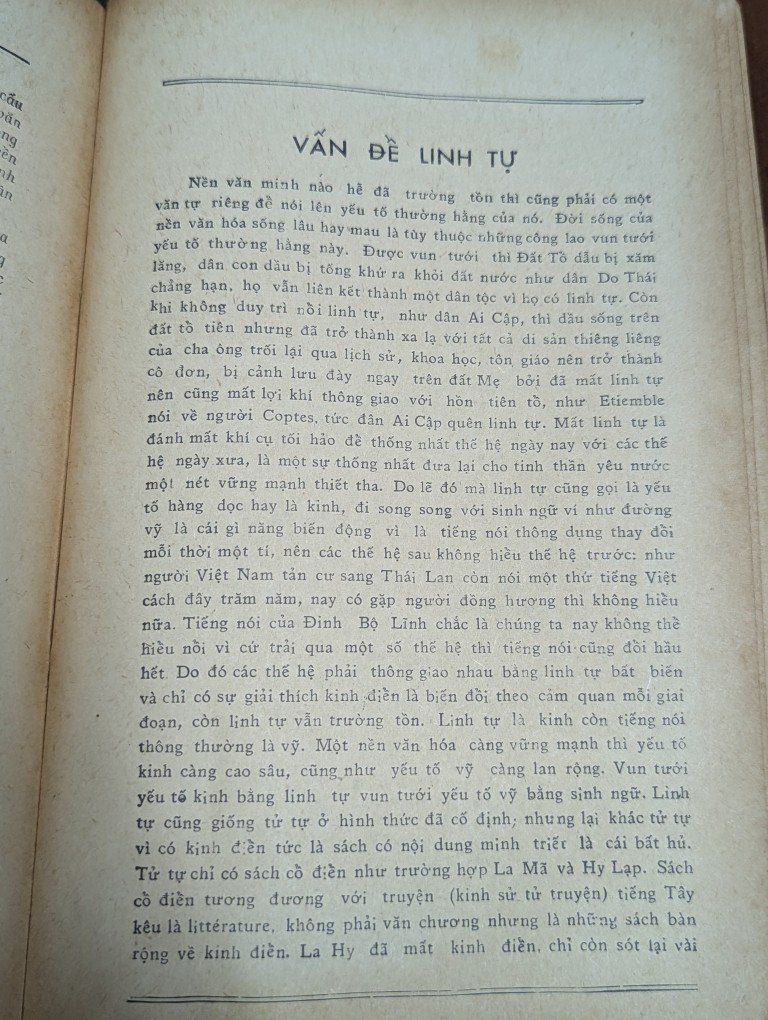 cầu
văn
VẤN ĐỀ LINH TỰ
Nền văn minh nào hễ đã trường tồn thì cũng phải có một
văn tự riêng để nói lên yếu tố thường hằng của nó. Đời sống của
nền văn hóa sống lâu hay mau là tùy thuộc những công lao vun tưới
yếu tố thường hằng này. Được vun tưới thì Đất Tổ dẫu bị xăm
lăng, dân con dầu bị tống khứ ra khỏi đất nước như dân Do Thái
chẳng hạn, họ vẫn liên kết thành một dân tộc vì họ có linh tự. Còn
khi không duy trì nổi linh tự, như dân Ai Cập, thì dầu sống trên
đất tổ tiên nhưng đã trở thành xa lạ với tất cả di sản thiêng liêng
của cha ông trối lại qua lịch sử, khoa học, tôn giáo nên trở thành
cô đơn, bị cảnh lưu đày ngay trên đất Mẹ bởi đã mất linh tự
nên cũng mất lợi khí thông giao với hồn tiên tổ, như Etiemble
nói về người Coptes, tức dân Ai Cập quên linh tự. Mất linh tự là
đánh mất khí cụ tối hảo để thống nhất thế hệ ngày nay với các thế
hệ ngày xưa, là một sự thống nhất đưa lại cho tinh thần yêu nước
một nét vững mạnh thiết tha. Do lẽ đó mà linh tự cũng gọi là yếu
tố hàng dọc hay là kinh, đi song song với sinh ngữ ví như đường
vỹ là cái gì năng biến động vì là tiếng nói thông dụng thay đổi
mỗi thời một tí, nên các thế hệ sau không hiểu thế hệ trước: như
người Việt Nam tản cư sang Thái Lan còn nói một thứ tiếng Việt
cách đây trăm năm, nay có gặp người đồng hương thì không hiểu
nữa. Tiếng nói của Đinh Bộ Lĩnh chắc là chúng ta nay không thể
hiểu nổi vì cứ trải qua một số thế hệ thì tiếng nói cũng đổi hầu
hết. Do đó các thế hệ phải thông giao nhau bằng linh tự bất biến
và chỉ có sự giải thích kinh điển là biến đổi theo cảm quan mỗi giai
đoạn, còn linh tự vẫn trường tồn. Linh tự là kinh còn tiếng nói
thông thường là vỹ. Một nền văn hóa càng vững mạnh thì yếu tố
kinh càng cao sâu, cũng như yếu tố vỹ càng lan rộng. Vun tưới
yếu tố kinh bằng linh tự vun tưới yếu tố vỹ bằng sinh ngữ. Linh
tự cũng giống tử tự ở hình thức đã cố định; nhưng lại khác tử tự
vì có kinh điển tức là sách có nội dung minh triết là cái bất hủ.
Tử tự chỉ có sách cổ điển như trường hợp La Mã và Hy Lạp. Sách
cổ điển tương đương với truyện (kinh sử tử truyện) tiếng Tây
kêu là littérature, không phải văn chương nhưng là những sách bàn
rộng về kinh điển. La Hy đã mất kinh điển, chỉ còn sót lại vài